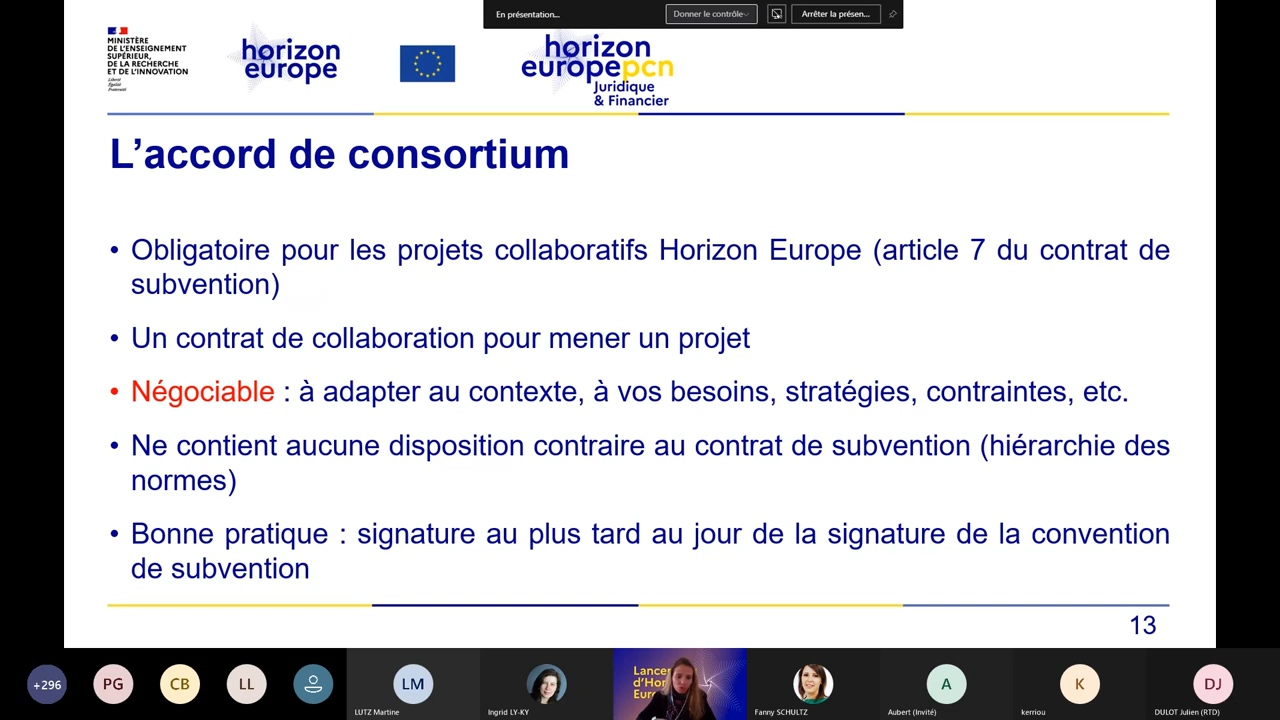 En présentation...
Donner le contrôle
Arrêter la présen...
MINISTÈRE
DE L'ENSEIGNEMENT
SUPÉRIEUR,
DE LA RECHERCHE
ET DE L'INNOVATION
Liberté
Égalité
Fraternité
horizon
europe
horizon
europepcn
Juridique
& Financier
L'accord de consortium
• Obligatoire pour les projets collaboratifs Horizon Europe (article 7 du contrat de
subvention)
• Un contrat de collaboration pour mener un projet
• Négociable : à adapter au contexte, à vos besoins, stratégies, contraintes, etc.
• Ne contient aucune disposition contraire au contrat de subvention (hiérarchie des
normes)
• Bonne pratique : signature au plus tard au jour de la signature de la convention
de subvention
13
+296
PG
CB
LL
LM
LUTZ Martine
Ingrid LY-KY
Lancer
d'Hor
Euro
Fanny SCHULTZ
A
Aubert (Invité)
K
kerriou
DJ
DULOT Julien (RTD)